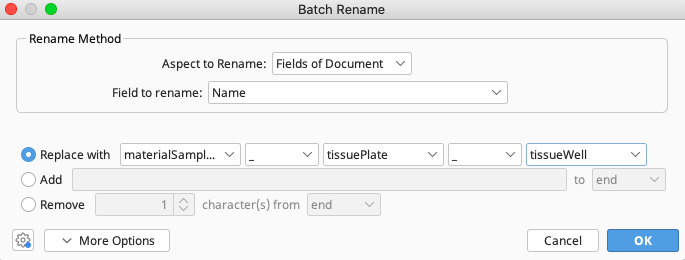 Batch Rename
Rename Method
Aspect to Rename: Fields of Document
Field to rename: Name
Replace with materialSampl... _ tissuePlate _ tissueWell
Add to end
Remove 1 character(s) from end
More Options Cancel OK